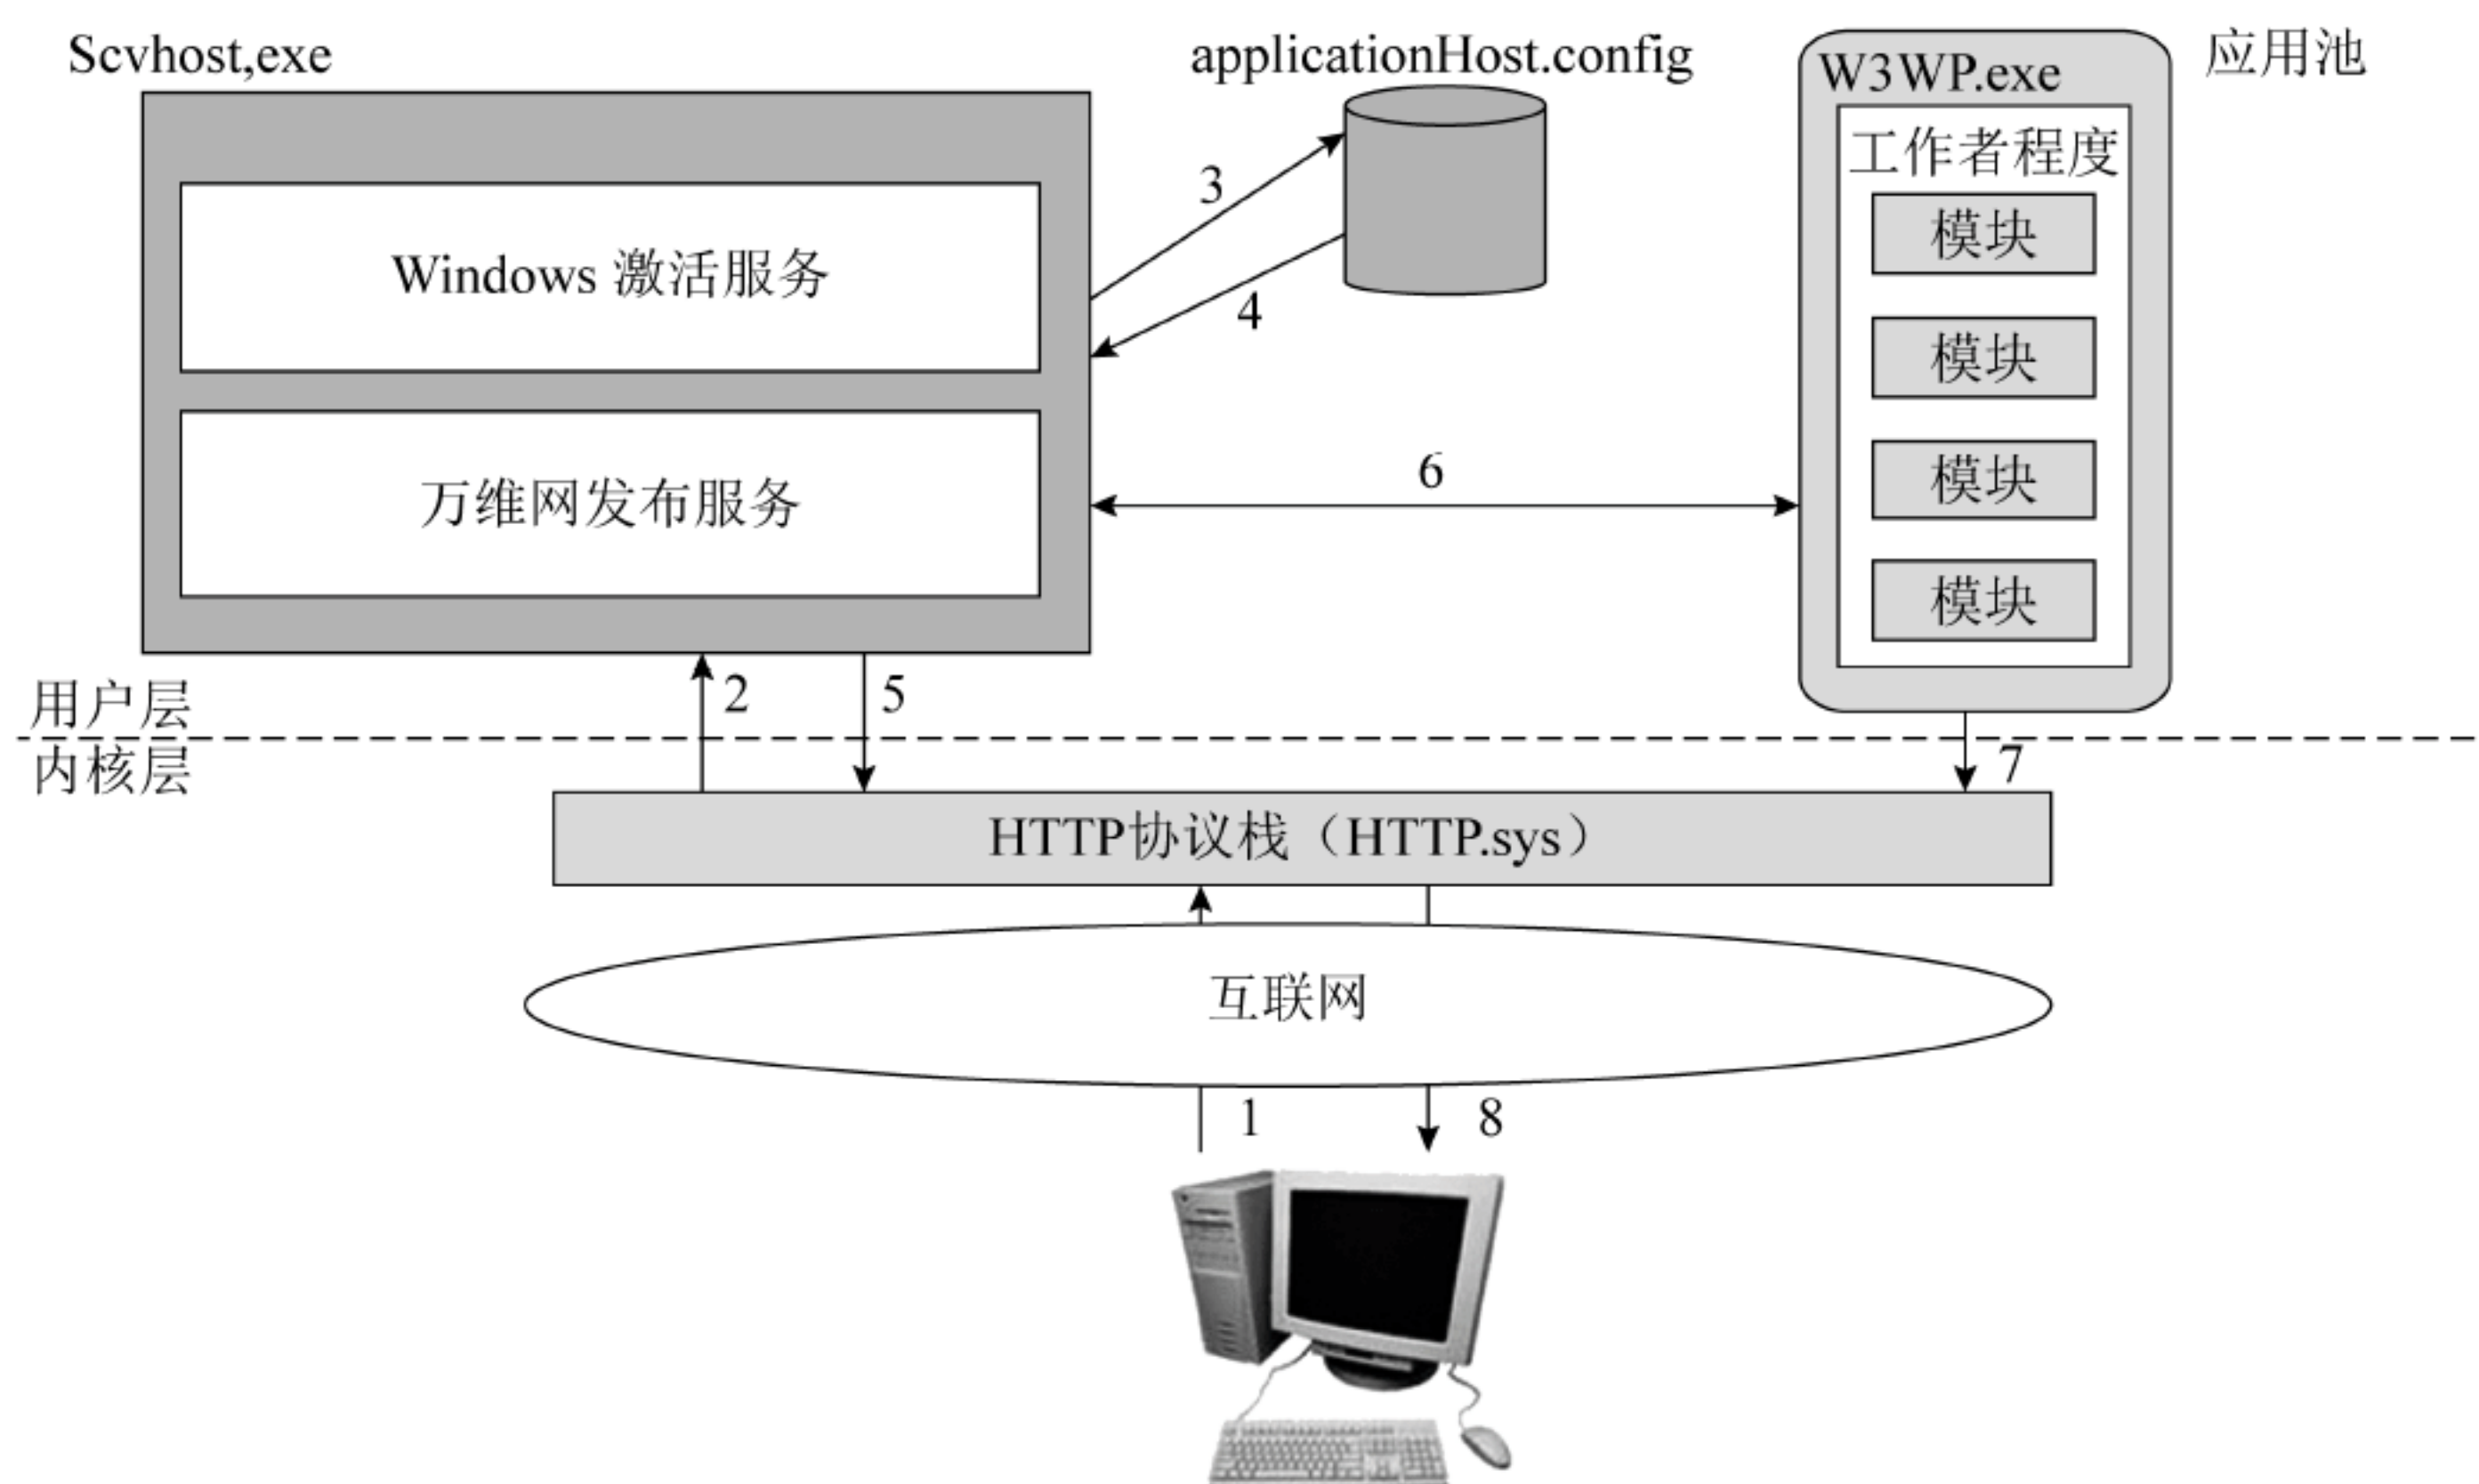 Scvhost,exe
applicationHost.config
应用池
W3WP.exe
工作者程度
模块
模块
模块
模块
Windows 激活服务
万维网发布服务
3
4
6
2
5
用户层
内核层
7
HTTP协议栈（HTTP.sys）
互联网
1
8